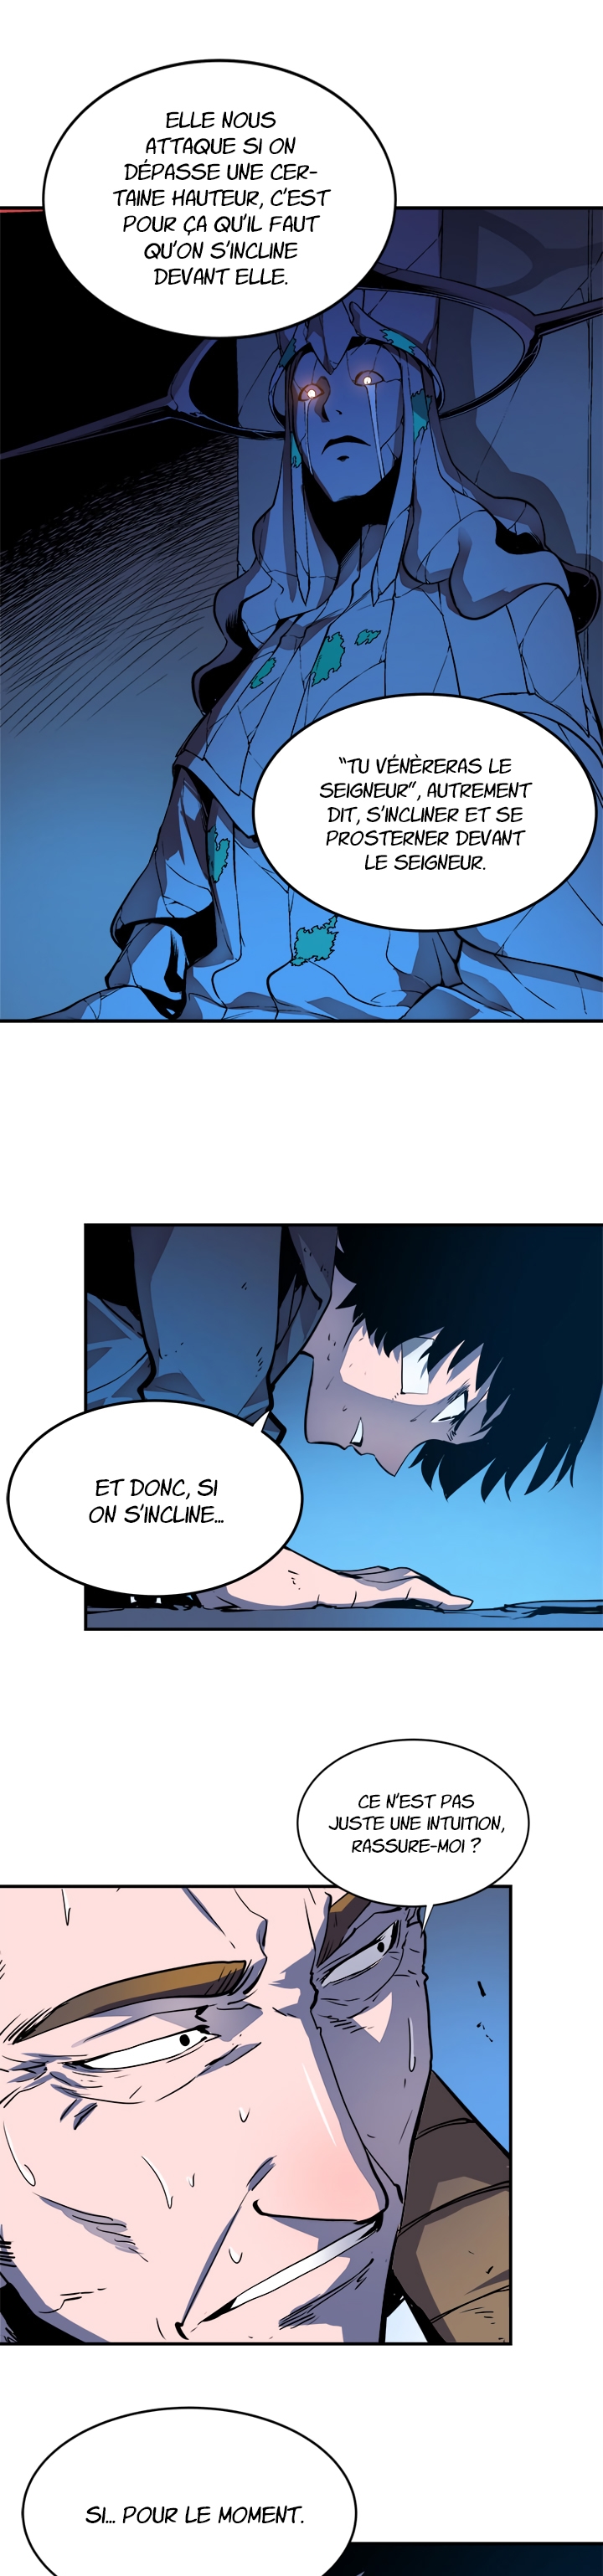 ELLE NOUS
ATTAQUE SI ON
DÉPASSE UNE CER-
TAINE HAUTEUR, C'EST
POUR ÇA QU'IL FAUT
QU'ON S'INCLINE
DEVANT ELLE.
"TU VÉNÈRERAS LE
SEIGNEUR", AUTREMENT
DIT, S'INCLINER ET SE
PROSTERNER DEVANT
LE SEIGNEUR.
ET DONC, SI
ON S'INCLINE...
CE N'EST PAS
JUSTE UNE INTUITION,
RASSURE-MOI ?
SI... POUR LE MOMENT.